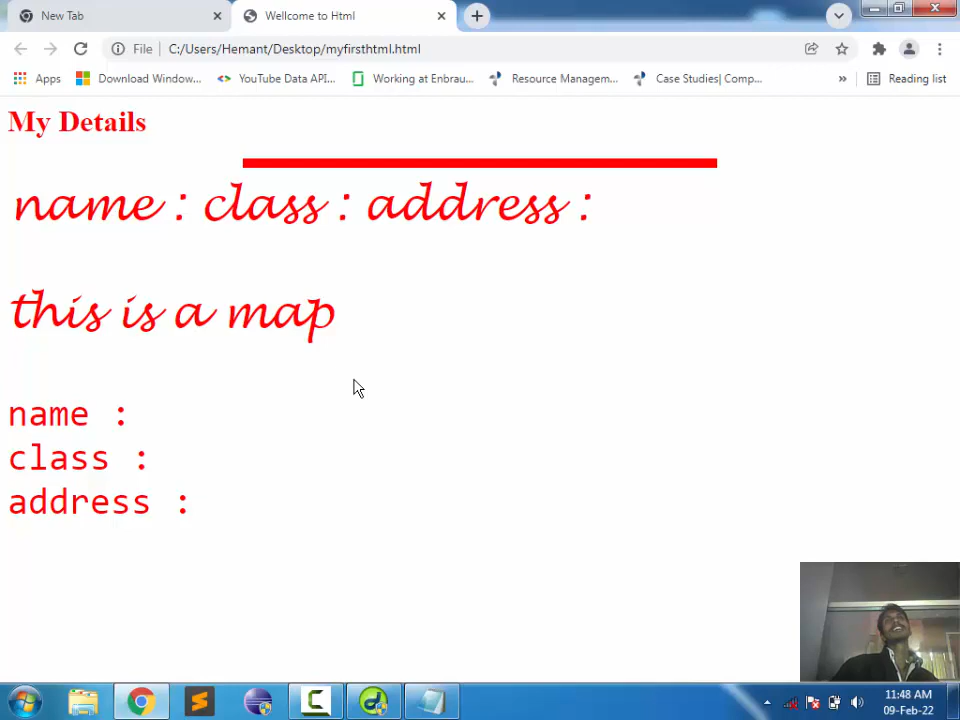 New Tab
Wellcome to Html
File
C:/Users/Hemant/Desktop/myfirsthtml.html
Apps
Download Window...
YouTube Data API...
Working at Enbrau...
Resource Managem...
Case Studies| Comp...
»
Reading list
My Details
name : class : address :
this is a map
name :
class :
address :
11:48 AM
09-Feb-22